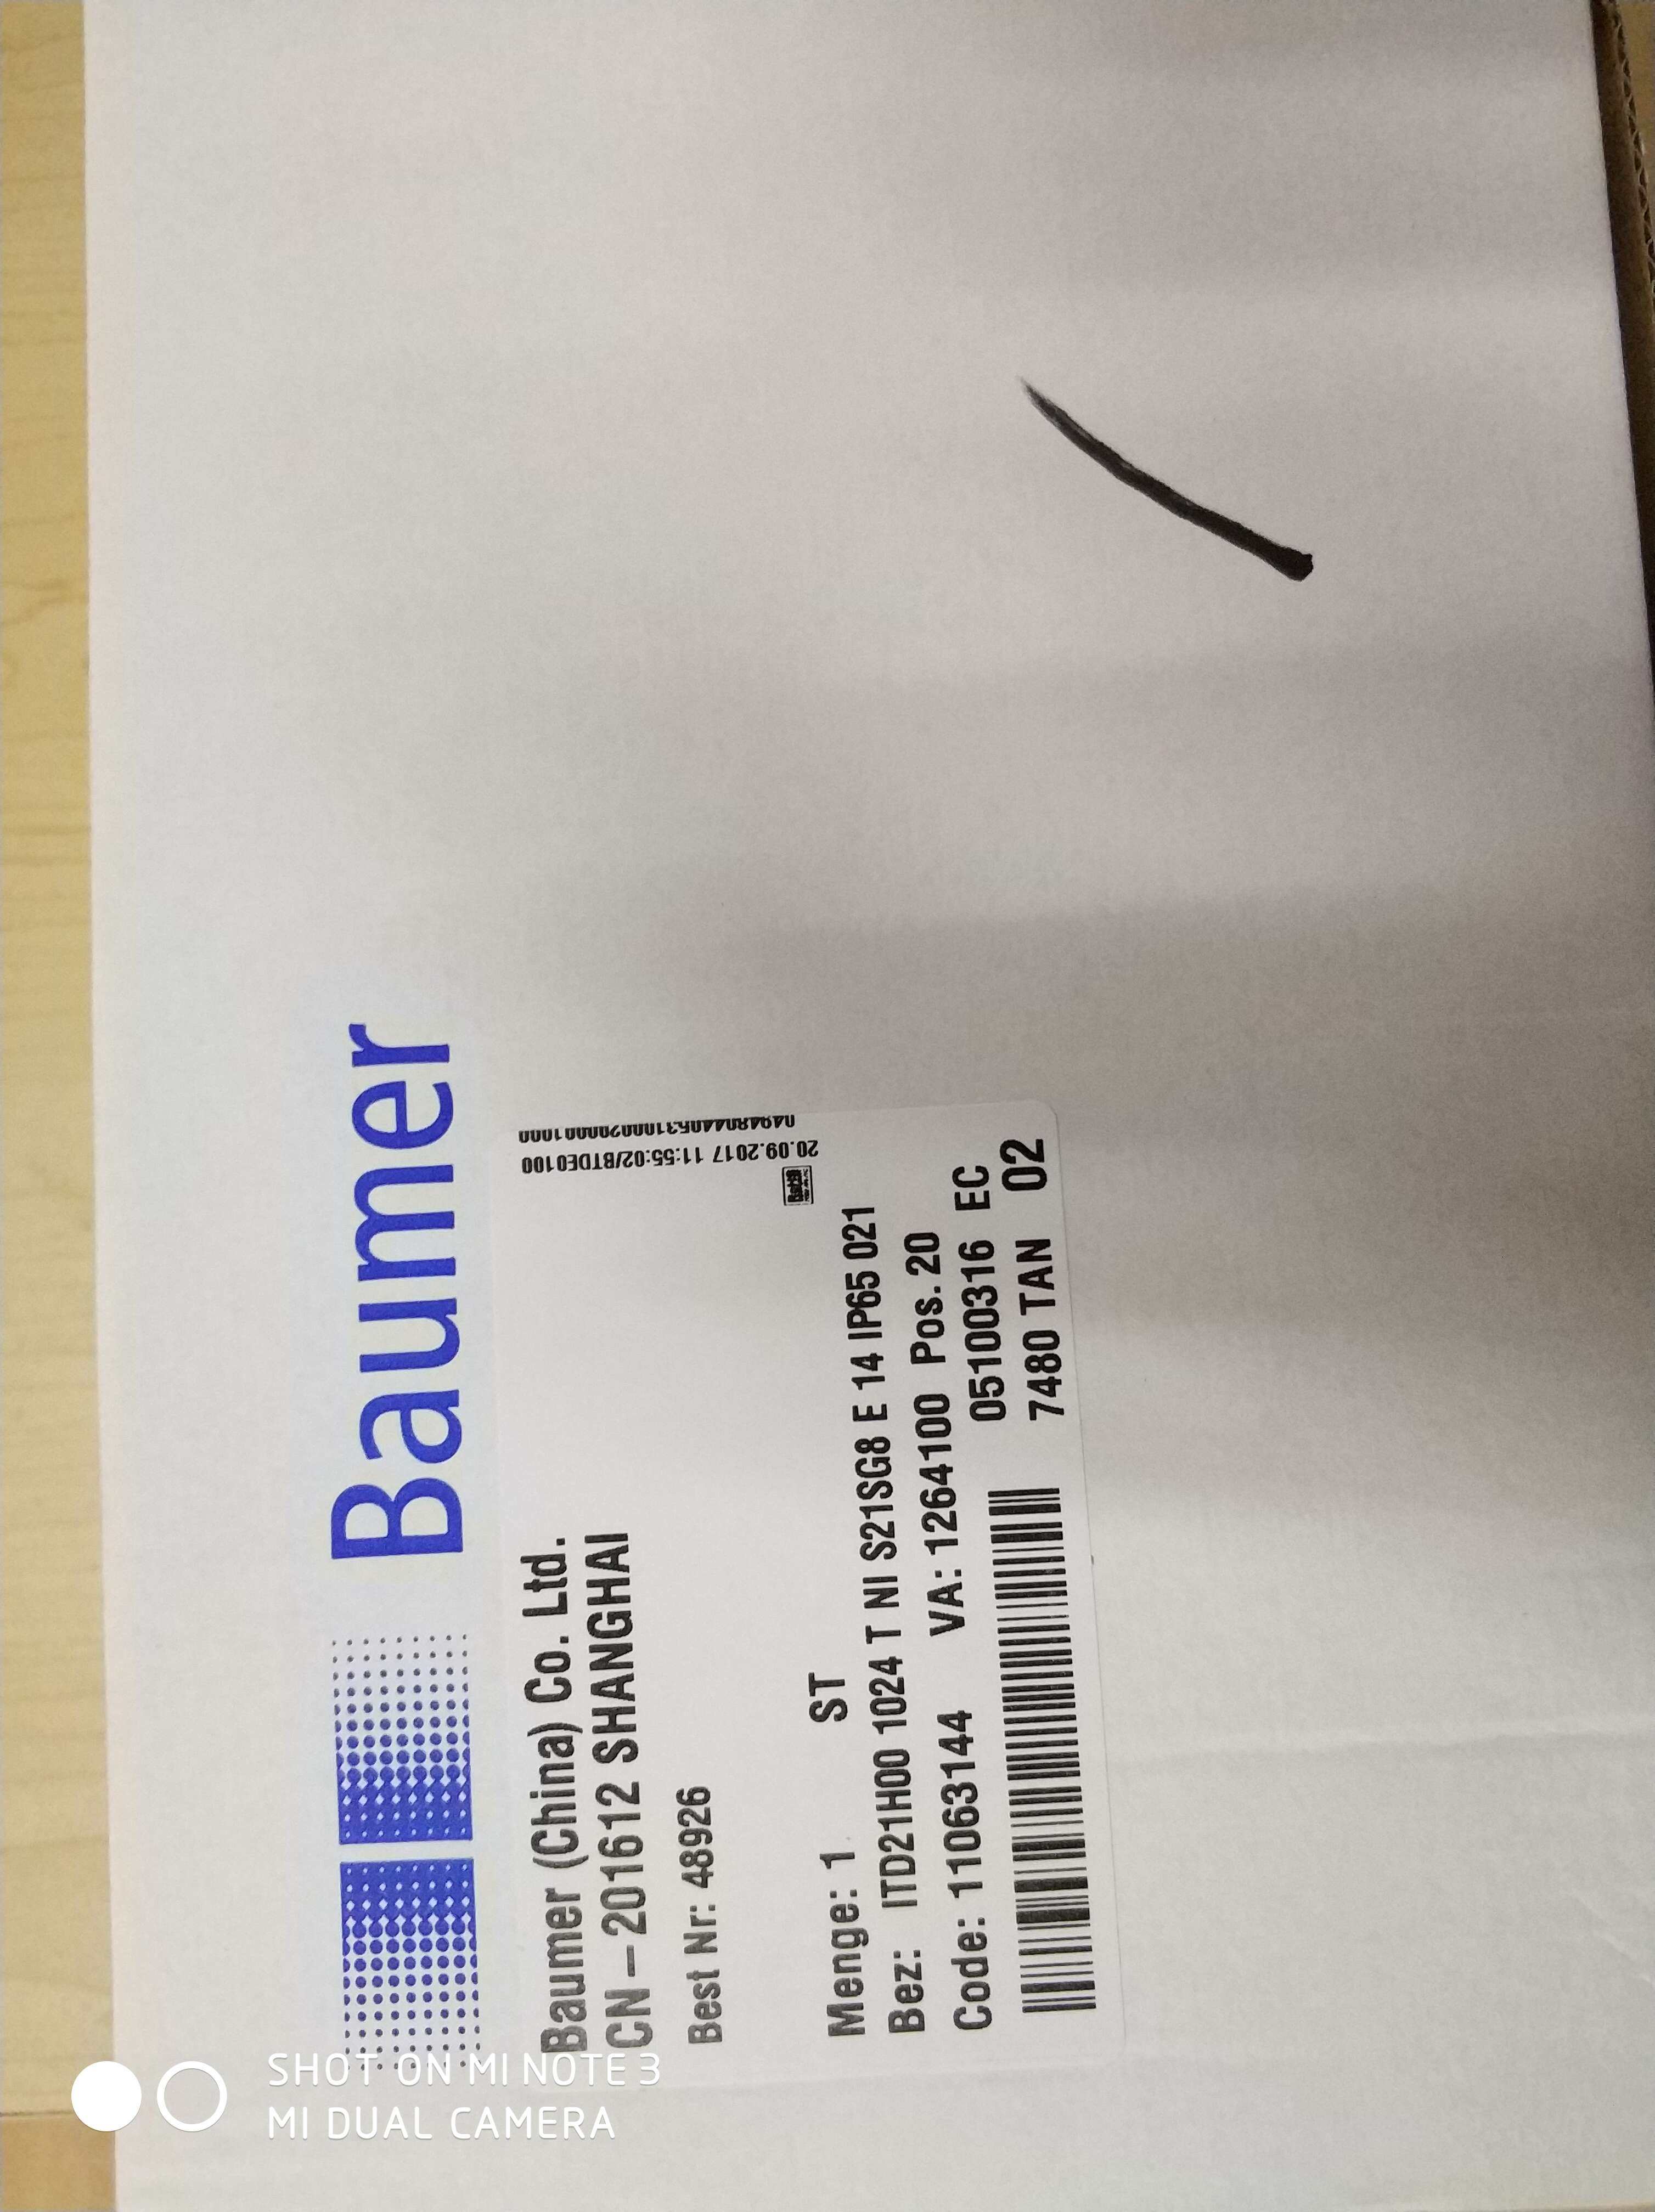 Baumer
Baumer (China) Co. Ltd.
CN-201612 SHANGHAI
Best Nr: 48926
20.09.2017 11:55:02/BTDE0100
Menge: 1 ST
Bez: ITD21H00 1024 T NI S21SG8 E 14 IP65 021
Code: 11063144 VA: 1264100 Pos. 20
05100316 EC
7480 TAN 02
SHOT ON MI NOTE 3
MI DUAL CAMERA